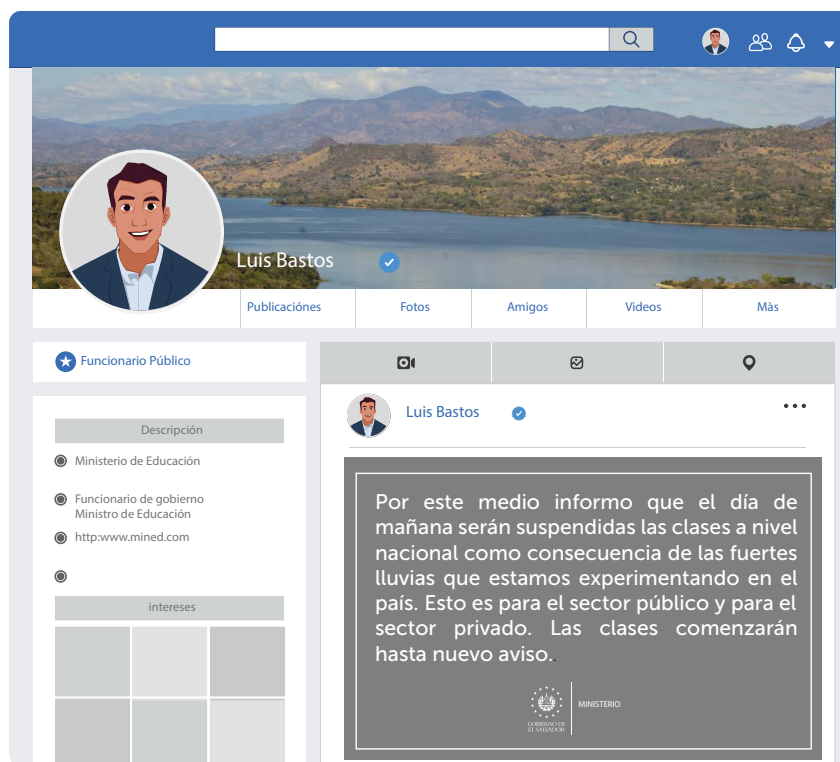 Luis Bastos
Publicaciónes
Fotos
Amigos
Videos
Màs
Funcionario Público
Descripción
Ministerio de Educación
Funcionario de gobierno
Ministro de Educación
http:www.mined.com
intereses
Luis Bastos
Por este medio informo que el día de
mañana serán suspendidas las clases a nivel
nacional como consecuencia de las fuertes
lluvias que estamos experimentando en el
país. Esto es para el sector público y para el
sector privado. Las clases comenzarán
hasta nuevo aviso..
GOBIERNO DE
EL SALVADOR
MINISTERIO